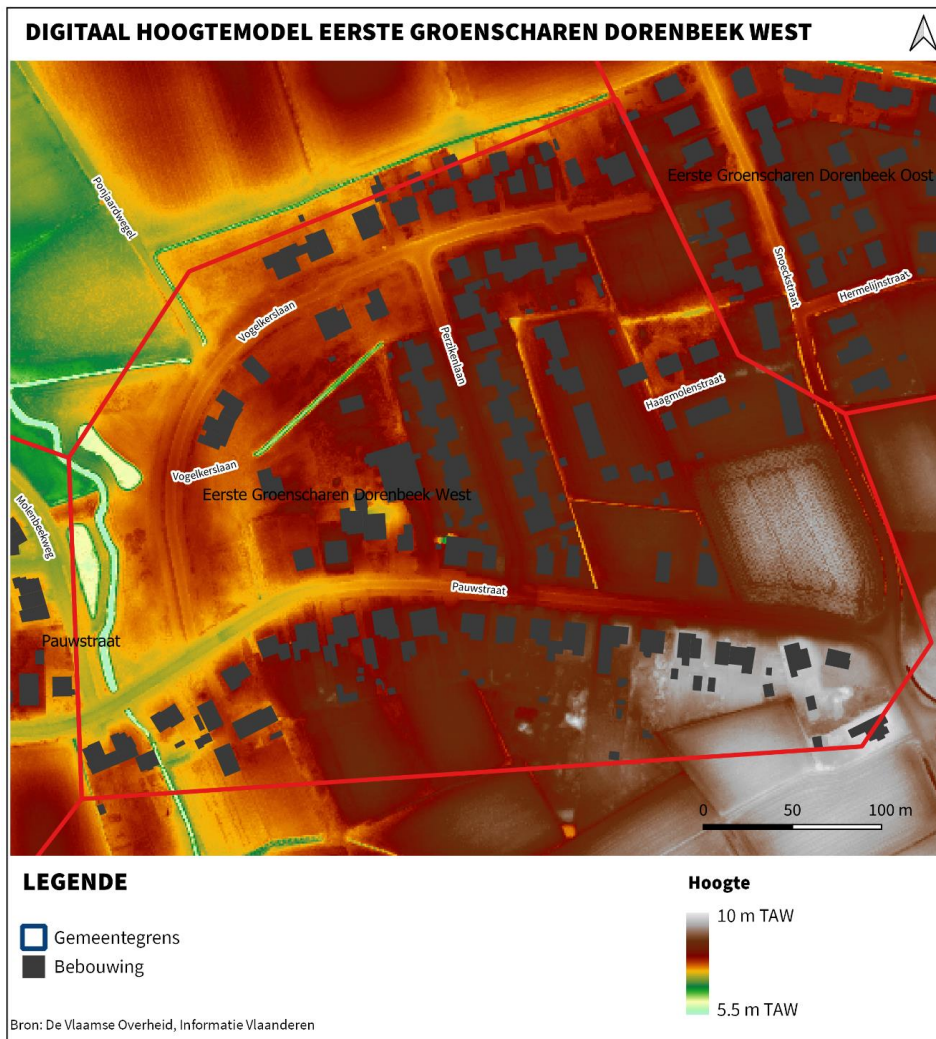 DIGITAAL HOOGTEMODEL EERSTE GROENSCHAREN DORENBEEK WEST
Ponjaardwegel
Eerste Groenscharen Dorenbeek Oost
Snoeckstraat
Hermelijnstraat
Vogelkerslaan
Perzikenlaan
Haagmolenstraat
Vogelkerslaan
Eerste Groenscharen Dorenbeek West
Molenbeekweg
Pauwstraat
Pauwstraat
0 50 100 m
LEGENDE
Gemeentegrens
Bebouwing
Hoogte
10 m TAW
5.5 m TAW
Bron: De Vlaamse Overheid, Informatie Vlaanderen